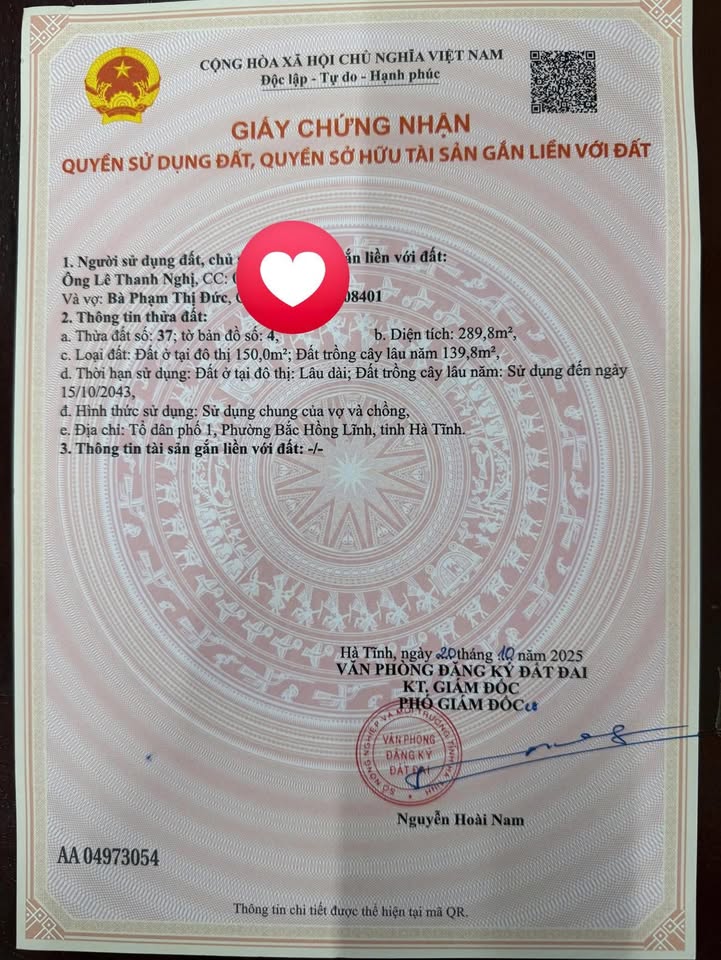 CỘNG HÒA XÃ HỘI CHỦ NGHĨA VIỆT NAM
Độc lập - Tự do - Hạnh phúc
GIẤY CHỨNG NHẬN
QUYỀN SỬ DỤNG ĐẤT, QUYỀN SỞ HỮU TÀI SẢN GẮN LIỀN VỚI ĐẤT
1. Người sử dụng đất, chủ ắn liền với đất:
Ông Lê Thanh Nghị, CC:
Và vợ: Bà Phạm Thị Đức, 08401
2. Thông tin thửa đất:
a. Thửa đất số: 37; tờ bản đồ số: 4, b. Diện tích: 289,8m²,
c. Loại đất: Đất ở tại đô thị 150,0m²; Đất trồng cây lâu năm 139,8m²,
d. Thời hạn sử dụng: Đất ở tại đô thị: Lâu dài; Đất trồng cây lâu năm: Sử dụng đến ngày
15/10/2043,
đ. Hình thức sử dụng: Sử dụng chung của vợ và chồng,
e. Địa chỉ: Tổ dân phố 1, Phường Bắc Hồng Lĩnh, tỉnh Hà Tĩnh.
3. Thông tin tài sản gắn liền với đất: -/-
Hà Tĩnh, ngày 20 tháng 10 năm 2025
VĂN PHÒNG ĐĂNG KÝ ĐẤT ĐAI
KT. GIÁM ĐỐC
PHÓ GIÁM ĐỐC
SỞ NÔNG NGHIỆP VÀ MÔI TRƯỜNG TỈNH HÀ TĨNH
VĂN PHÒNG
ĐĂNG KÝ
ĐẤT ĐAI
Nguyễn Hoài Nam
AA 04973054
Thông tin chi tiết được thể hiện tại mã QR.